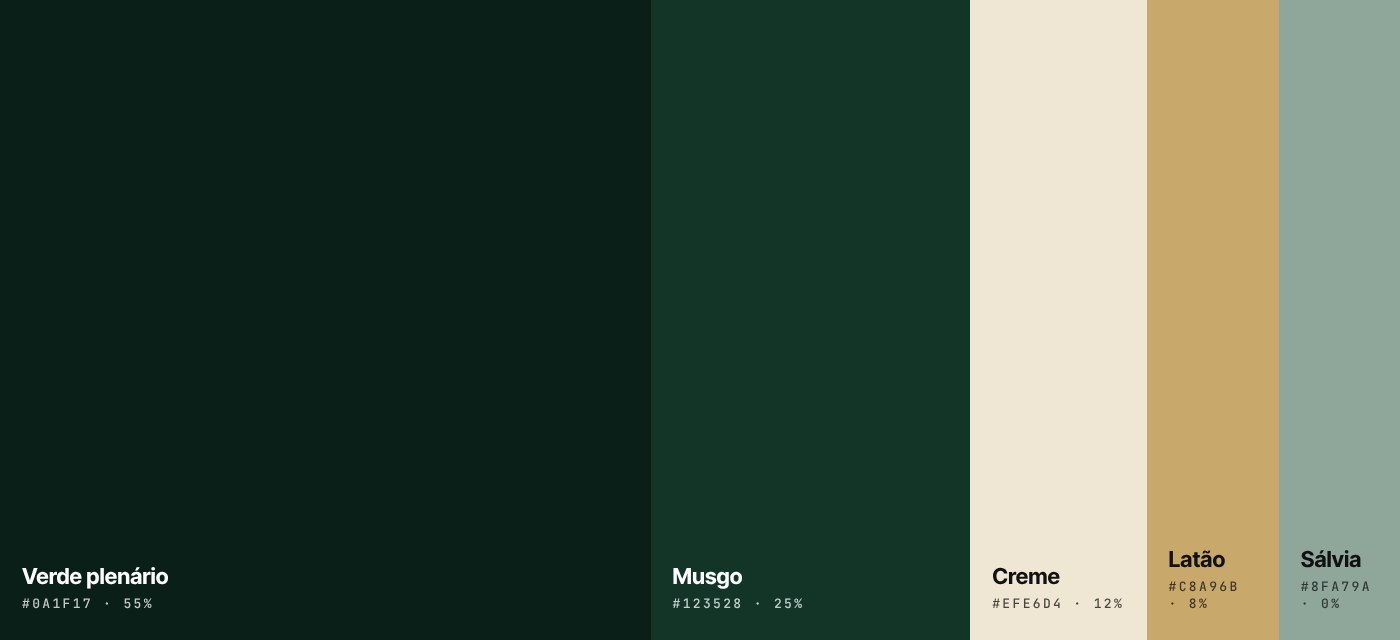 Verde plenário
#0A1F17 · 55%
Musgo
#123528 · 25%
Creme
#EFE6D4 · 12%
Latão
#C8A96B
· 8%
Sálvia
#8FA79A
· 0%